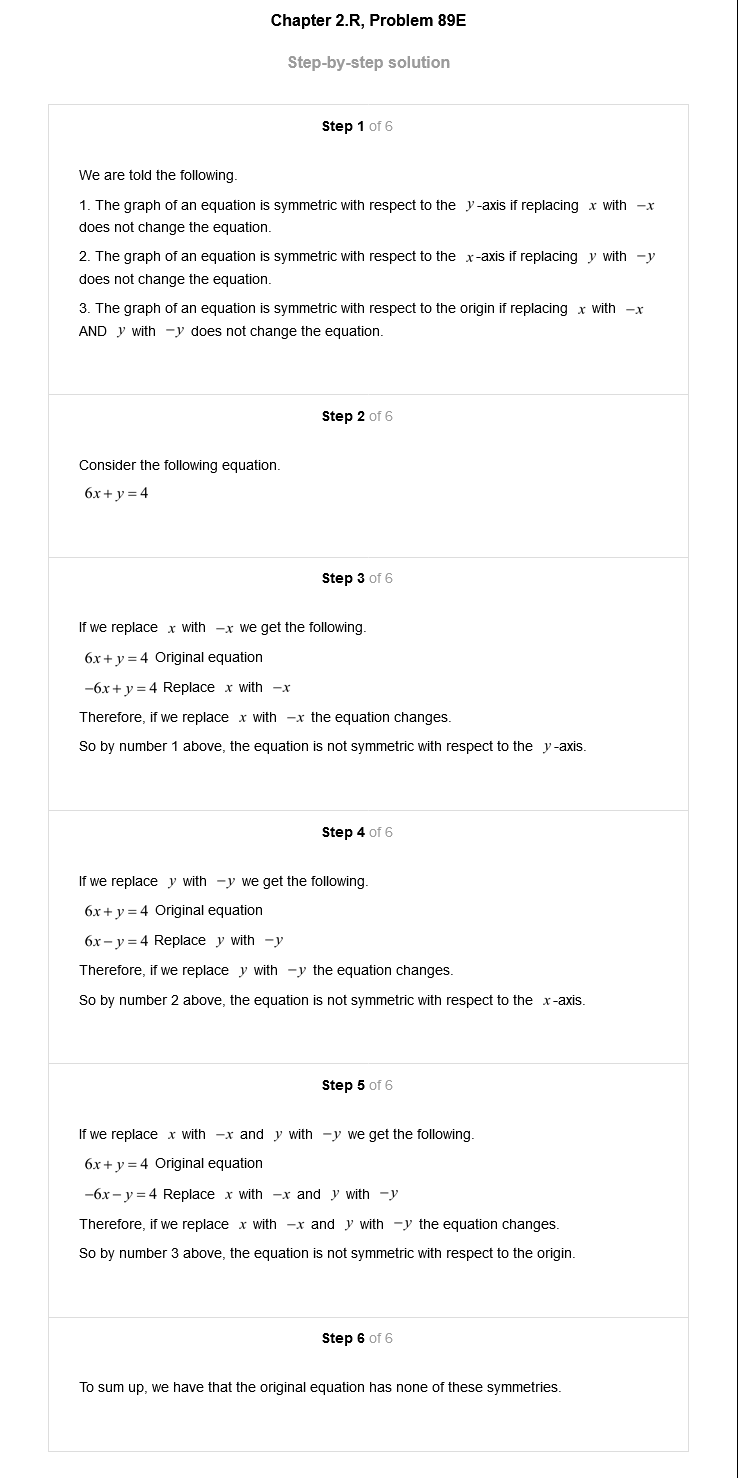 Chapter 2.R, Problem 89E
Step-by-step solution
Step 1 of 6
We are told the following.
1. The graph of an equation is symmetric with respect to the y-axis if replacing x with −x
does not change the equation.
2. The graph of an equation is symmetric with respect to the x-axis if replacing y with −y
does not change the equation.
3. The graph of an equation is symmetric with respect to the origin if replacing x with −x
AND y with −y does not change the equation.
Step 2 of 6
Consider the following equation.
6x + y = 4
Step 3 of 6
If we replace x with −x we get the following.
6x + y = 4 Original equation
−6x + y = 4 Replace x with −x
Therefore, if we replace x with −x the equation changes.
So by number 1 above, the equation is not symmetric with respect to the y-axis.
Step 4 of 6
If we replace y with −y we get the following.
6x + y = 4 Original equation
6x − y = 4 Replace y with −y
Therefore, if we replace y with −y the equation changes.
So by number 2 above, the equation is not symmetric with respect to the x-axis.
Step 5 of 6
If we replace x with −x and y with −y we get the following.
6x + y = 4 Original equation
−6x − y = 4 Replace x with −x and y with −y
Therefore, if we replace x with −x and y with −y the equation changes.
So by number 3 above, the equation is not symmetric with respect to the origin.
Step 6 of 6
To sum up, we have that the original equation has none of these symmetries.